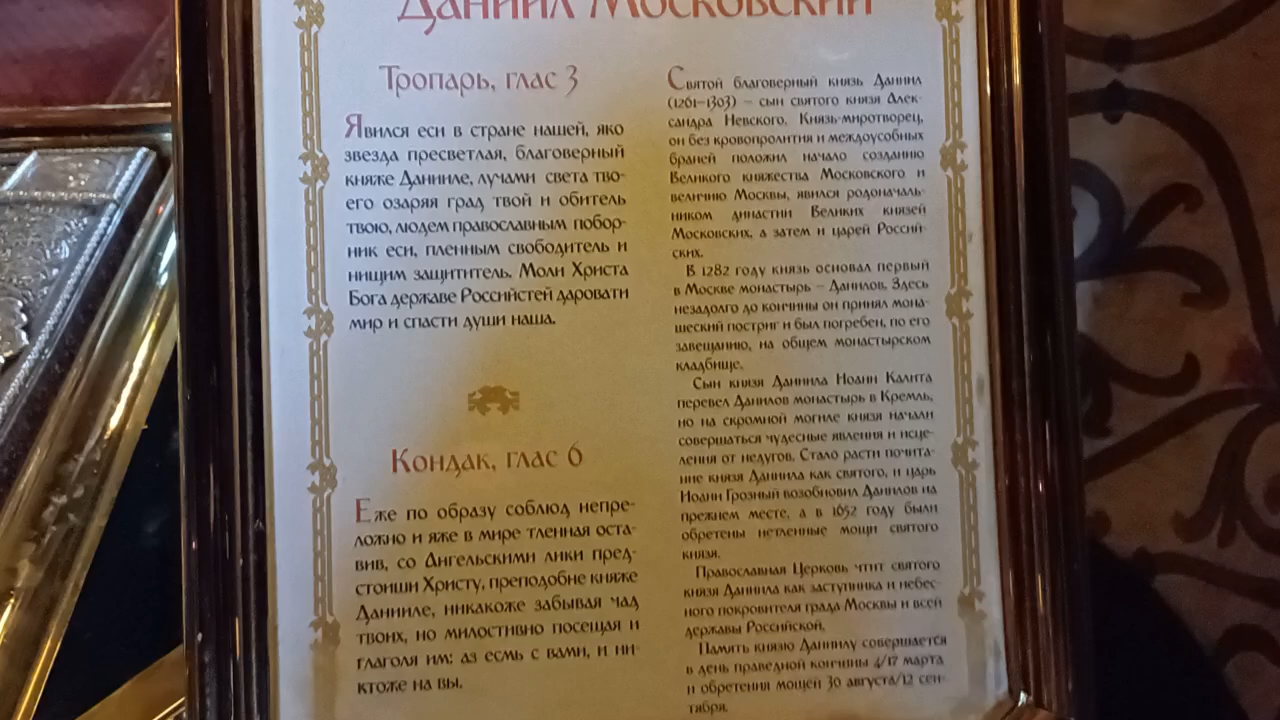 Даниил Московский
Тропарь, глас 3
Явился еси в стране нашей, яко
звезда пресветлая, благоверный
княже Данииле, лучами света тво-
его озаряя град твой и обитель
твою, людем православным побор-
ник еси, пленным свободитель и
нищим защититель. Моли Христа
Бога державе Российстей даровати
мир и спасти души наша.
Кондак, глас 6
Еже по образу соблюд непре-
ложно и яже в мире тленная оста-
вив, со Ангельскими лики пред-
стоиши Христу, преподобне княже
Данииле, никакоже забывая чад
твоих, но милостивно посещая и
глаголя им: аз есмь с вами, и ни-
ктоже на вы.
Святой благоверный князь Даниил
(1261–1303) – сын святого князя Алек-
сандра Невского. Князь-миротворец,
он без кровопролития и междоусобных
браней положил начало созданию
Великого княжества Московского и
величию Москвы, явился родоначаль-
ником династии Великих князей
Московских, а затем и царей Россий-
ских.
В 1282 году князь основал первый
в Москве монастырь – Данилов. Здесь
незадолго до кончины он принял мона-
шеский постриг и был погребен, по его
завещанию, на общем монастырском
кладбище.
Сын князя Даниила Иоанн Калита
перевел Данилов монастырь в Кремль,
но на скромной могиле князя начали
совершаться чудесные явления и исце-
ления от недугов. Стало расти почита-
ние князя Даниила как святого, и царь
Иоанн Грозный возобновил Данилов на
прежнем месте, а в 1652 году были
обретены нетленные мощи святого
князя.
Православная Церковь чтит святого
князя Даниила как заступника и небес-
ного покровителя града Москвы и всей
державы Российской.
Память князю Даниилу совершается
в день праведной кончины 4/17 марта
и обретения мощей 30 августа/12 сен-
тября.